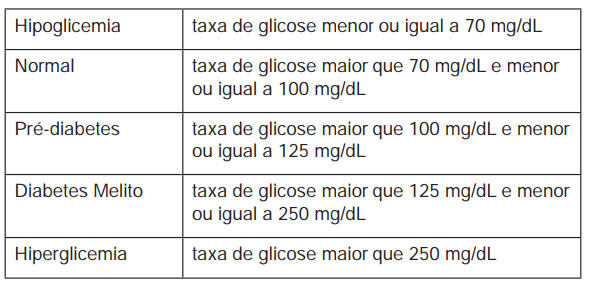 Hipoglicemia taxa de glicose menor ou igual a 70 mg/dL
Normal taxa de glicose maior que 70 mg/dL e menor
ou igual a 100 mg/dL
Pré-diabetes taxa de glicose maior que 100 mg/dL e menor
ou igual a 125 mg/dL
Diabetes Melito taxa de glicose maior que 125 mg/dL e menor
ou igual a 250 mg/dL
Hiperglicemia taxa de glicose maior que 250 mg/dL